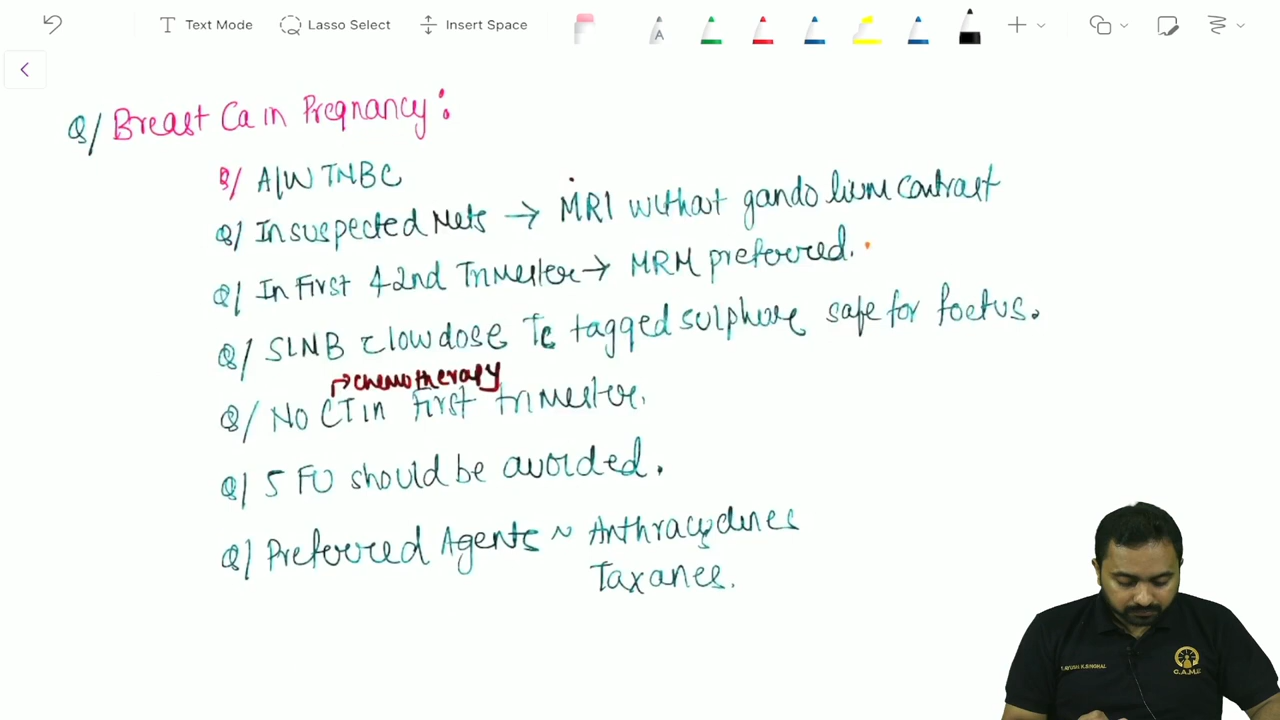 Text Mode
Lasso Select
Insert Space
A
Q/ Breast Ca in Pregnancy:
Q/ A/W TNBC
Q/ In suspected Mets → MRI without gandolium contrast
Q/ In First & 2nd Trimester → MRM preferred.
Q/ SLNB c low dose Tc tagged sulphur safe for foetus.
→ chemotherapy
Q/ No CT in first trimester.
Q/ 5 FU should be avoided.
Q/ Preferred Agents ~ Anthracyclines
Taxanes.
C.A.M.E